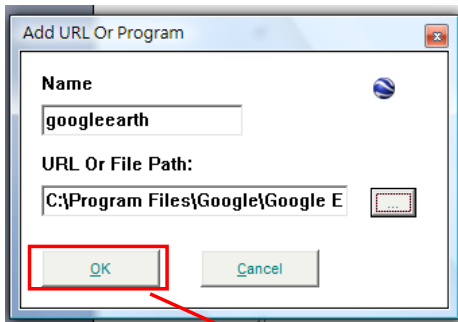 Add URL Or Program
x
Name
googleearth
URL Or File Path:
C:\Program Files\Google\Google E
...
OK
Cancel